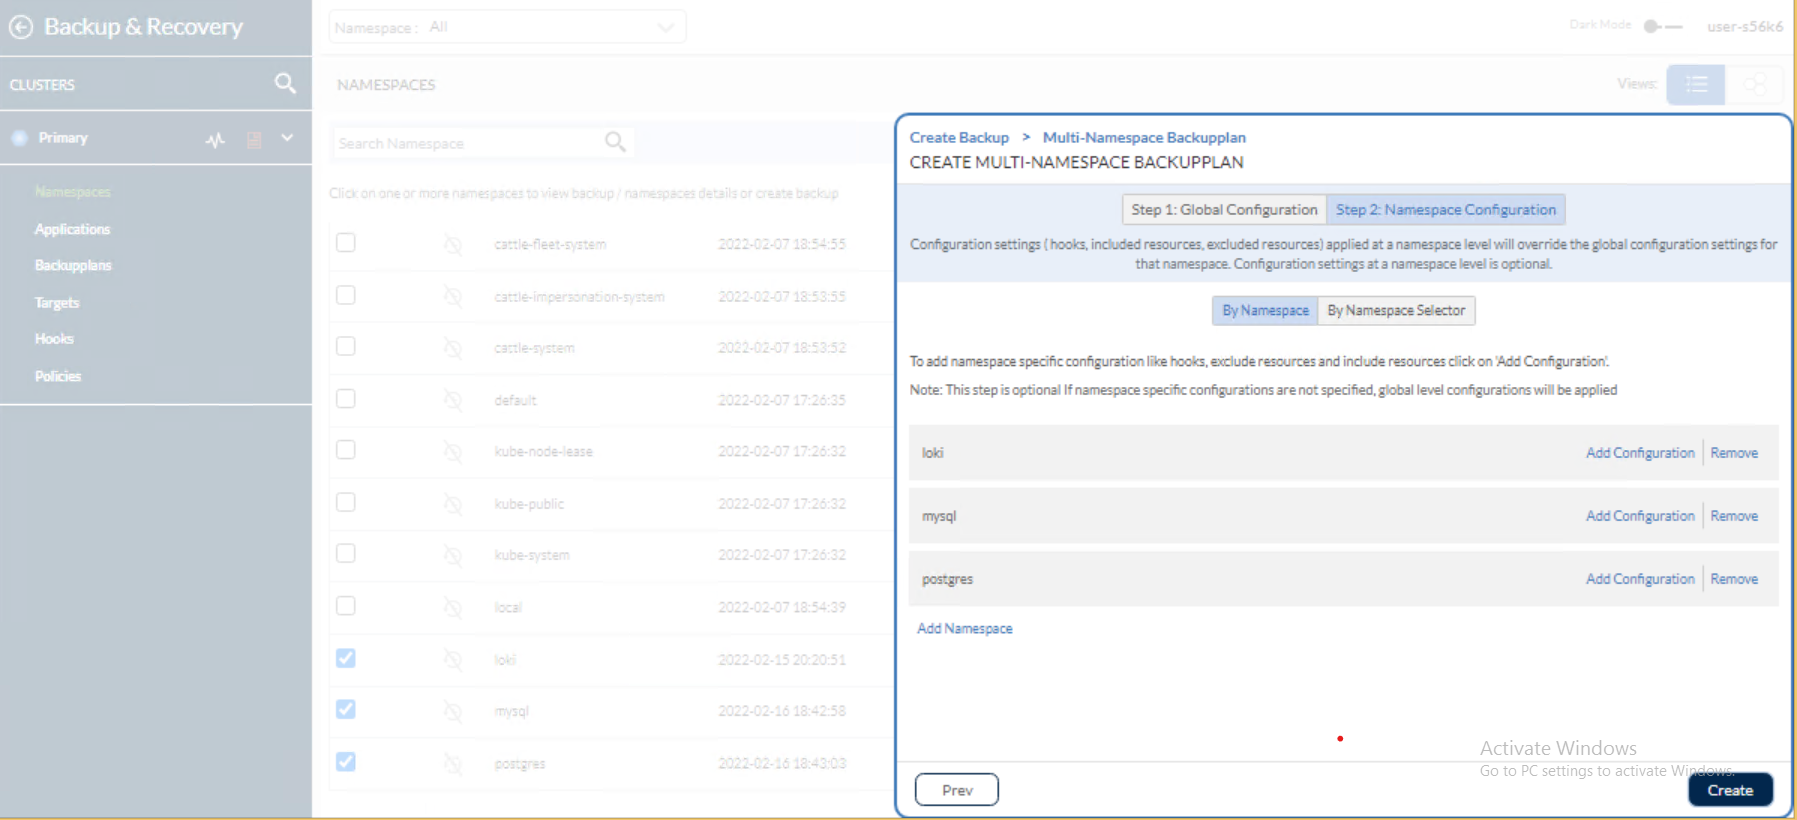 Backup & Recovery
Namespace : All
Dark Mode
user-s56k6
CLUSTERS
NAMESPACES
Views:
Primary
Search Namespace
Namespaces
Applications
Backupplans
Targets
Hooks
Policies
Click on one or more namespaces to view backup / namespaces details or create backup
cattle-fleet-system 2022-02-07 18:54:55
cattle-impersonation-system 2022-02-07 18:53:55
cattle-system 2022-02-07 18:53:52
default 2022-02-07 17:26:35
kube-node-lease 2022-02-07 17:26:32
kube-public 2022-02-07 17:26:32
kube-system 2022-02-07 17:26:32
local 2022-02-07 18:54:39
loki 2022-02-15 20:20:51
mysql 2022-02-16 18:42:58
postgres 2022-02-16 18:43:03
Create Backup > Multi-Namespace Backupplan
CREATE MULTI-NAMESPACE BACKUPPLAN
Step 1: Global Configuration Step 2: Namespace Configuration
Configuration settings ( hooks, included resources, excluded resources) applied at a namespace level will override the global configuration settings for
that namespace. Configuration settings at a namespace level is optional.
By Namespace By Namespace Selector
To add namespace specific configuration like hooks, exclude resources and include resources click on 'Add Configuration'.
Note: This step is optional If namespace specific configurations are not specified, global level configurations will be applied
loki Add Configuration Remove
mysql Add Configuration Remove
postgres Add Configuration Remove
Add Namespace
Activate Windows
Go to PC settings to activate Windows.
Prev
Create